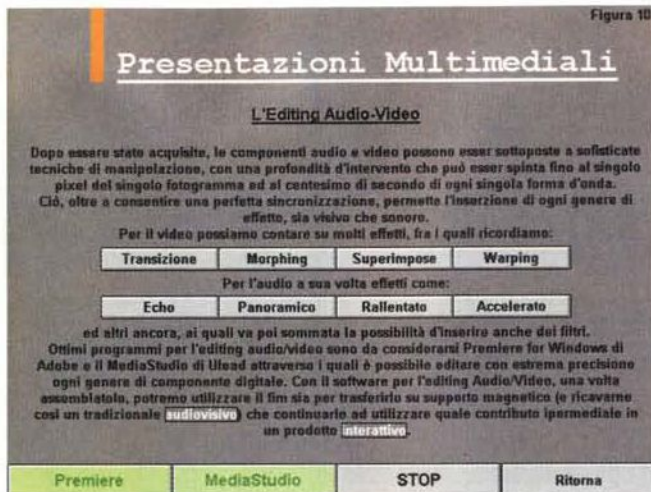 Figura 10
Presentazioni Multimediali
L'Editing Audio-Video
Dopo essere stato acquisite, le componenti audio e video possono esser sottoposte a sofisticate
tecniche di manipolazione, con una profondità d'intervento che può esser spinta fino al singolo
pixel del singolo fotogramma ed al centesimo di secondo di ogni singola forma d'onda.
Ciò, oltre a consentire una perfetta sincronizzazione, permette l'inserzione di ogni genere di
effetto, sia visivo che sonoro.
Per il video possiamo contare su molti effetti, fra i quali ricordiamo:
Transizione Morphing Superimpose Warping
Per l'audio a sua volta effetti come:
Echo Panoramico Rallentato Accelerato
ed altri ancora, ai quali va poi sommata la possibilità d'inserire anche dei filtri.
Ottimi programmi per l'editing audio/video sono da considerarsi Premiere for Windows di
Adobe e il MediaStudio di Ulead attraverso i quali è possibile editare con estrema precisione
ogni genere di componente digitale. Con il software per l'editing Audio/Video, una volta
assemblatolo, potremo utilizzare il fim sia per trasferirlo su supporto magnetico (e ricavarne
così un tradizionale audiovisivo) che continuarlo ad utilizzare quale contributo ipermediale in
un prodotto interattivo.
Premiere MediaStudio STOP Ritorna